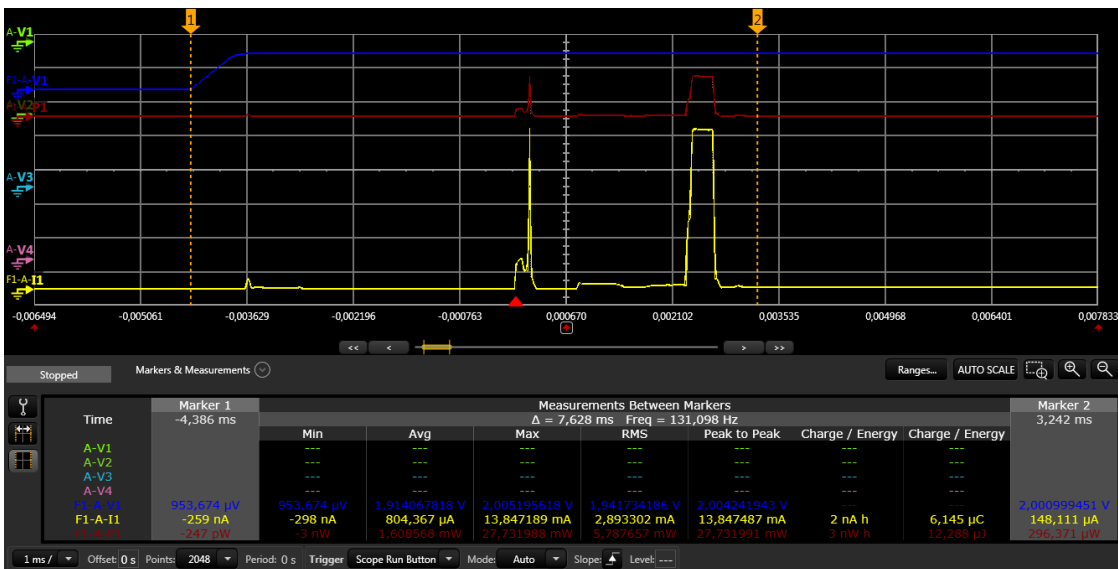 1 2
A-V1
F1-A-V1
A-V2 P1
A-V3
A-V4
F1-A-I1
-0,006494 -0,005061 -0,003629 -0,002196 -0,000763 0,000670 0,002102 0,003535 0,004968 0,006401 0,007833
<< < > >>
Stopped Markers & Measurements Ranges... AUTO SCALE
Marker 1 Measurements Between Markers Marker 2
Time -4,386 ms Δ = 7,628 ms Freq = 131,098 Hz 3,242 ms
Min Avg Max RMS Peak to Peak Charge / Energy Charge / Energy
A-V1 --- --- --- --- --- --- ---
A-V2 --- --- --- --- --- --- ---
A-V3 --- --- --- --- --- --- ---
A-V4 --- --- --- --- --- --- ---
F1-A-V1 953,674 µV 953,674 µV 1,914067818 V 2,005195618 V 1,941734186 V 2,004241943 V --- --- 2,000999451 V
F1-A-I1 -259 nA -298 nA 804,367 µA 13,847189 mA 2,893302 mA 13,847487 mA 2 nA h 6,145 µC 148,111 µA
-247 pW -3 nW 1,608568 mW 27,731988 mW 5,787657 mW 27,731991 mW 3 nW h 12,288 µJ 296,371 µW
1 ms/ Offset: 0 s Points: 2048 Period: 0 s Trigger Scope Run Button Mode: Auto Slope: Level: ---